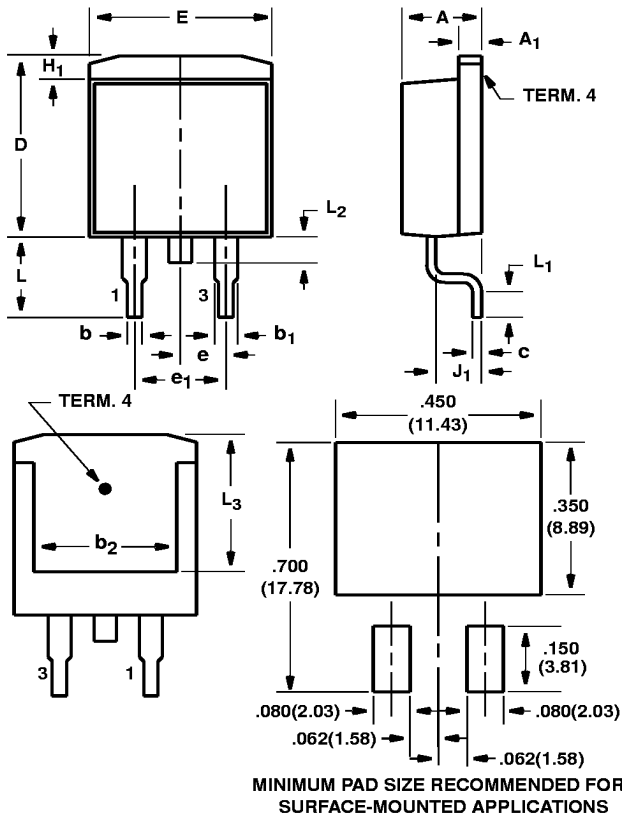 E
A
A1
H1
TERM. 4
D
L2
L
L1
1
3
b
b1
e
c
e1
J1
TERM. 4
.450
(11.43)
L3
b2
.350
(8.89)
.700
(17.78)
3
1
.150
(3.81)
.080(2.03)
.080(2.03)
.062(1.58)
.062(1.58)
MINIMUM PAD SIZE RECOMMENDED FOR
SURFACE-MOUNTED APPLICATIONS